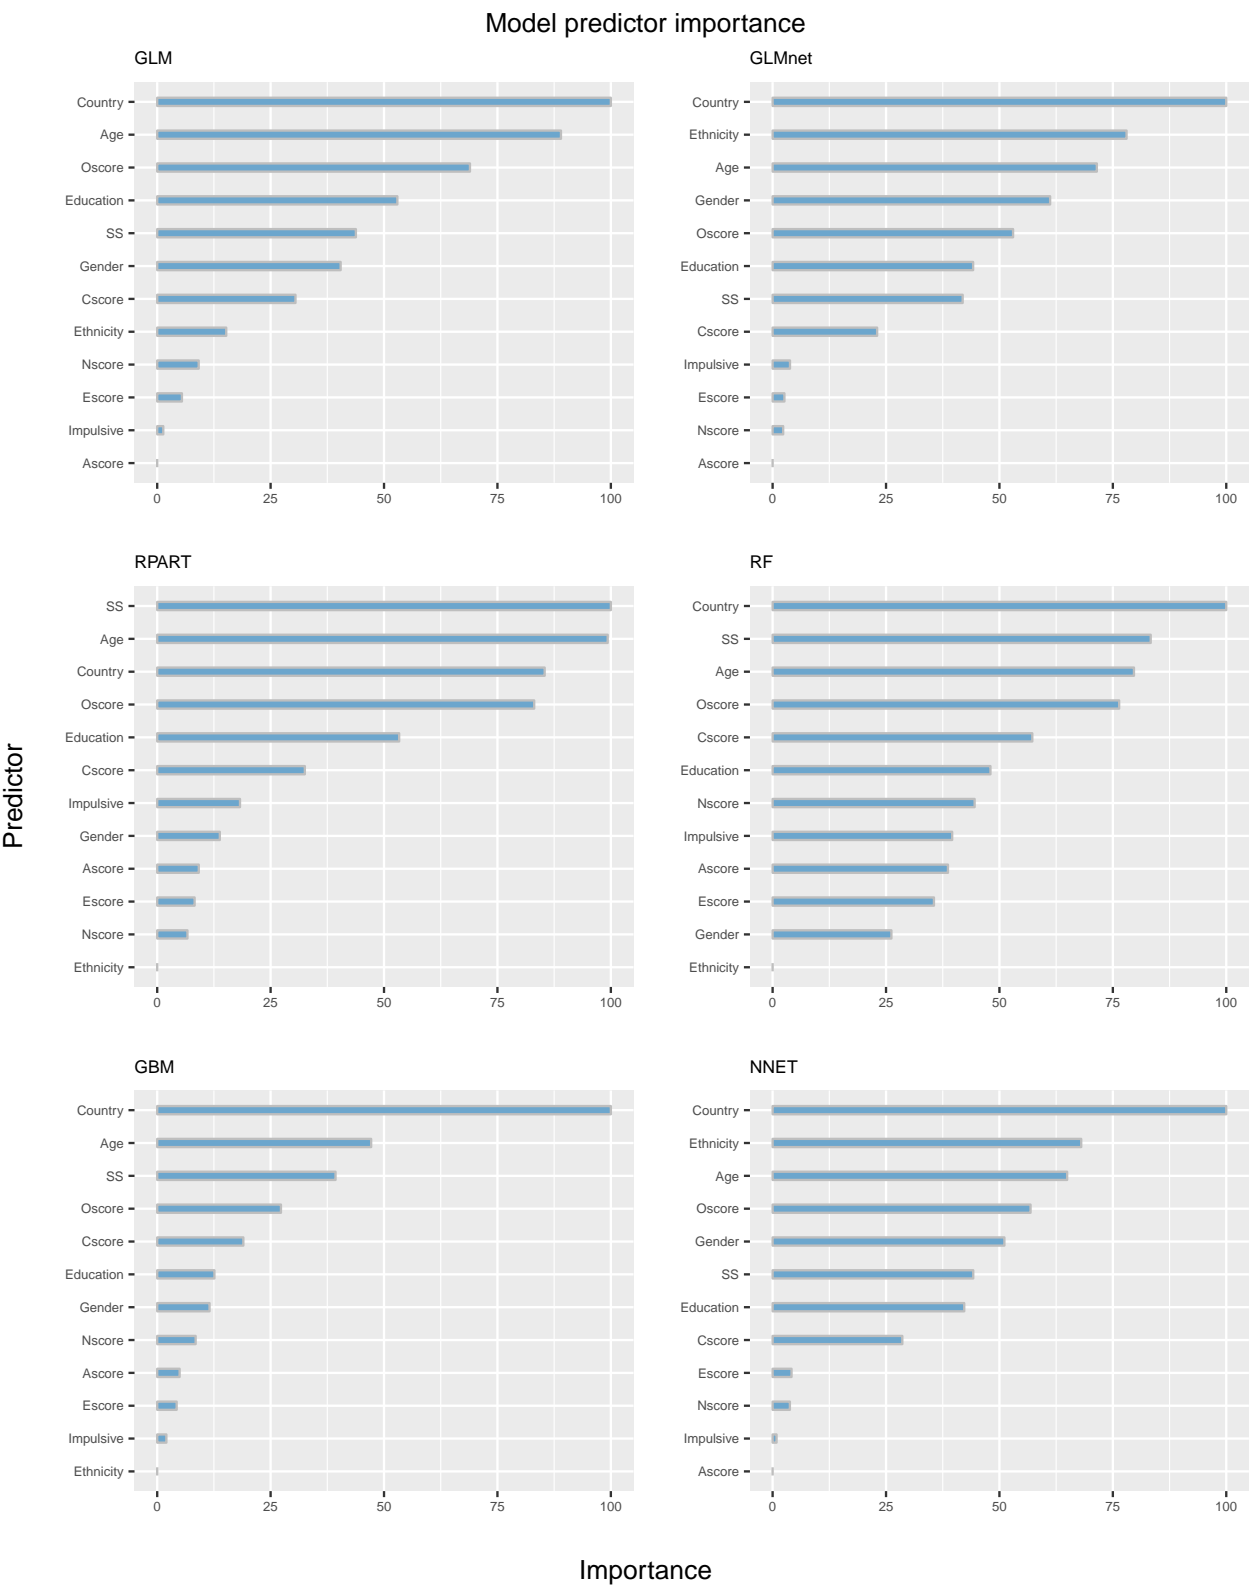 Model predictor importance
GLM
Country
Age
Oscore
Education
SS
Gender
Cscore
Ethnicity
Nscore
Escore
Impulsive
Ascore
0 25 50 75 100
GLMnet
Country
Ethnicity
Age
Gender
Oscore
Education
SS
Cscore
Impulsive
Escore
Nscore
Ascore
0 25 50 75 100
Predictor
RPART
SS
Age
Country
Oscore
Education
Cscore
Impulsive
Gender
Ascore
Escore
Nscore
Ethnicity
0 25 50 75 100
RF
Country
SS
Age
Oscore
Cscore
Education
Nscore
Impulsive
Ascore
Escore
Gender
Ethnicity
0 25 50 75 100
GBM
Country
Age
SS
Oscore
Cscore
Education
Gender
Nscore
Ascore
Escore
Impulsive
Ethnicity
0 25 50 75 100
NNET
Country
Ethnicity
Age
Oscore
Gender
SS
Education
Cscore
Escore
Nscore
Impulsive
Ascore
0 25 50 75 100
Importance